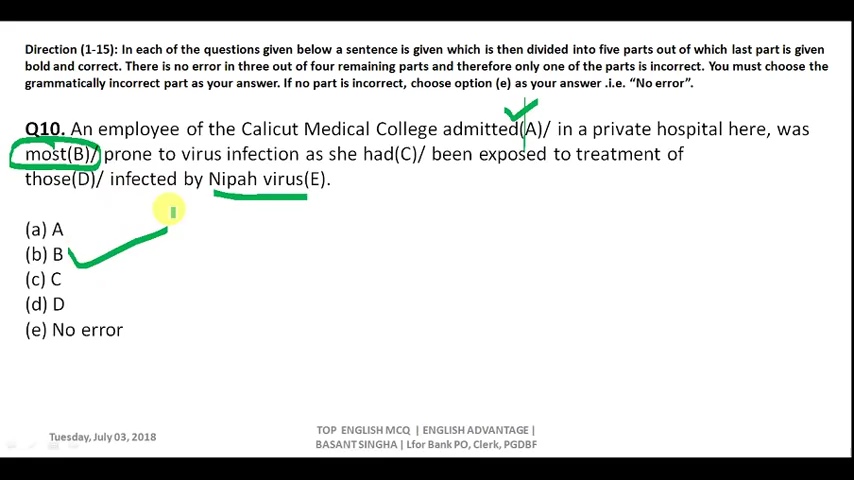 Direction (1-15): In each of the questions given below a sentence is given which is then divided into five parts out of which last part is given
bold and correct. There is no error in three out of four remaining parts and therefore only one of the parts is incorrect. You must choose the
grammatically incorrect part as your answer. If no part is incorrect, choose option (e) as your answer .i.e. “No error”.
Q10. An employee of the Calicut Medical College admitted(A)/ in a private hospital here, was
most(B)/ prone to virus infection as she had(C)/ been exposed to treatment of
those(D)/ infected by Nipah virus(E).
(a) A
(b) B
(c) C
(d) D
(e) No error
Tuesday, July 03, 2018
TOP ENGLISH MCQ | ENGLISH ADVANTAGE |
BASANT SINGHA | Lfor Bank PO, Clerk, PGDBF